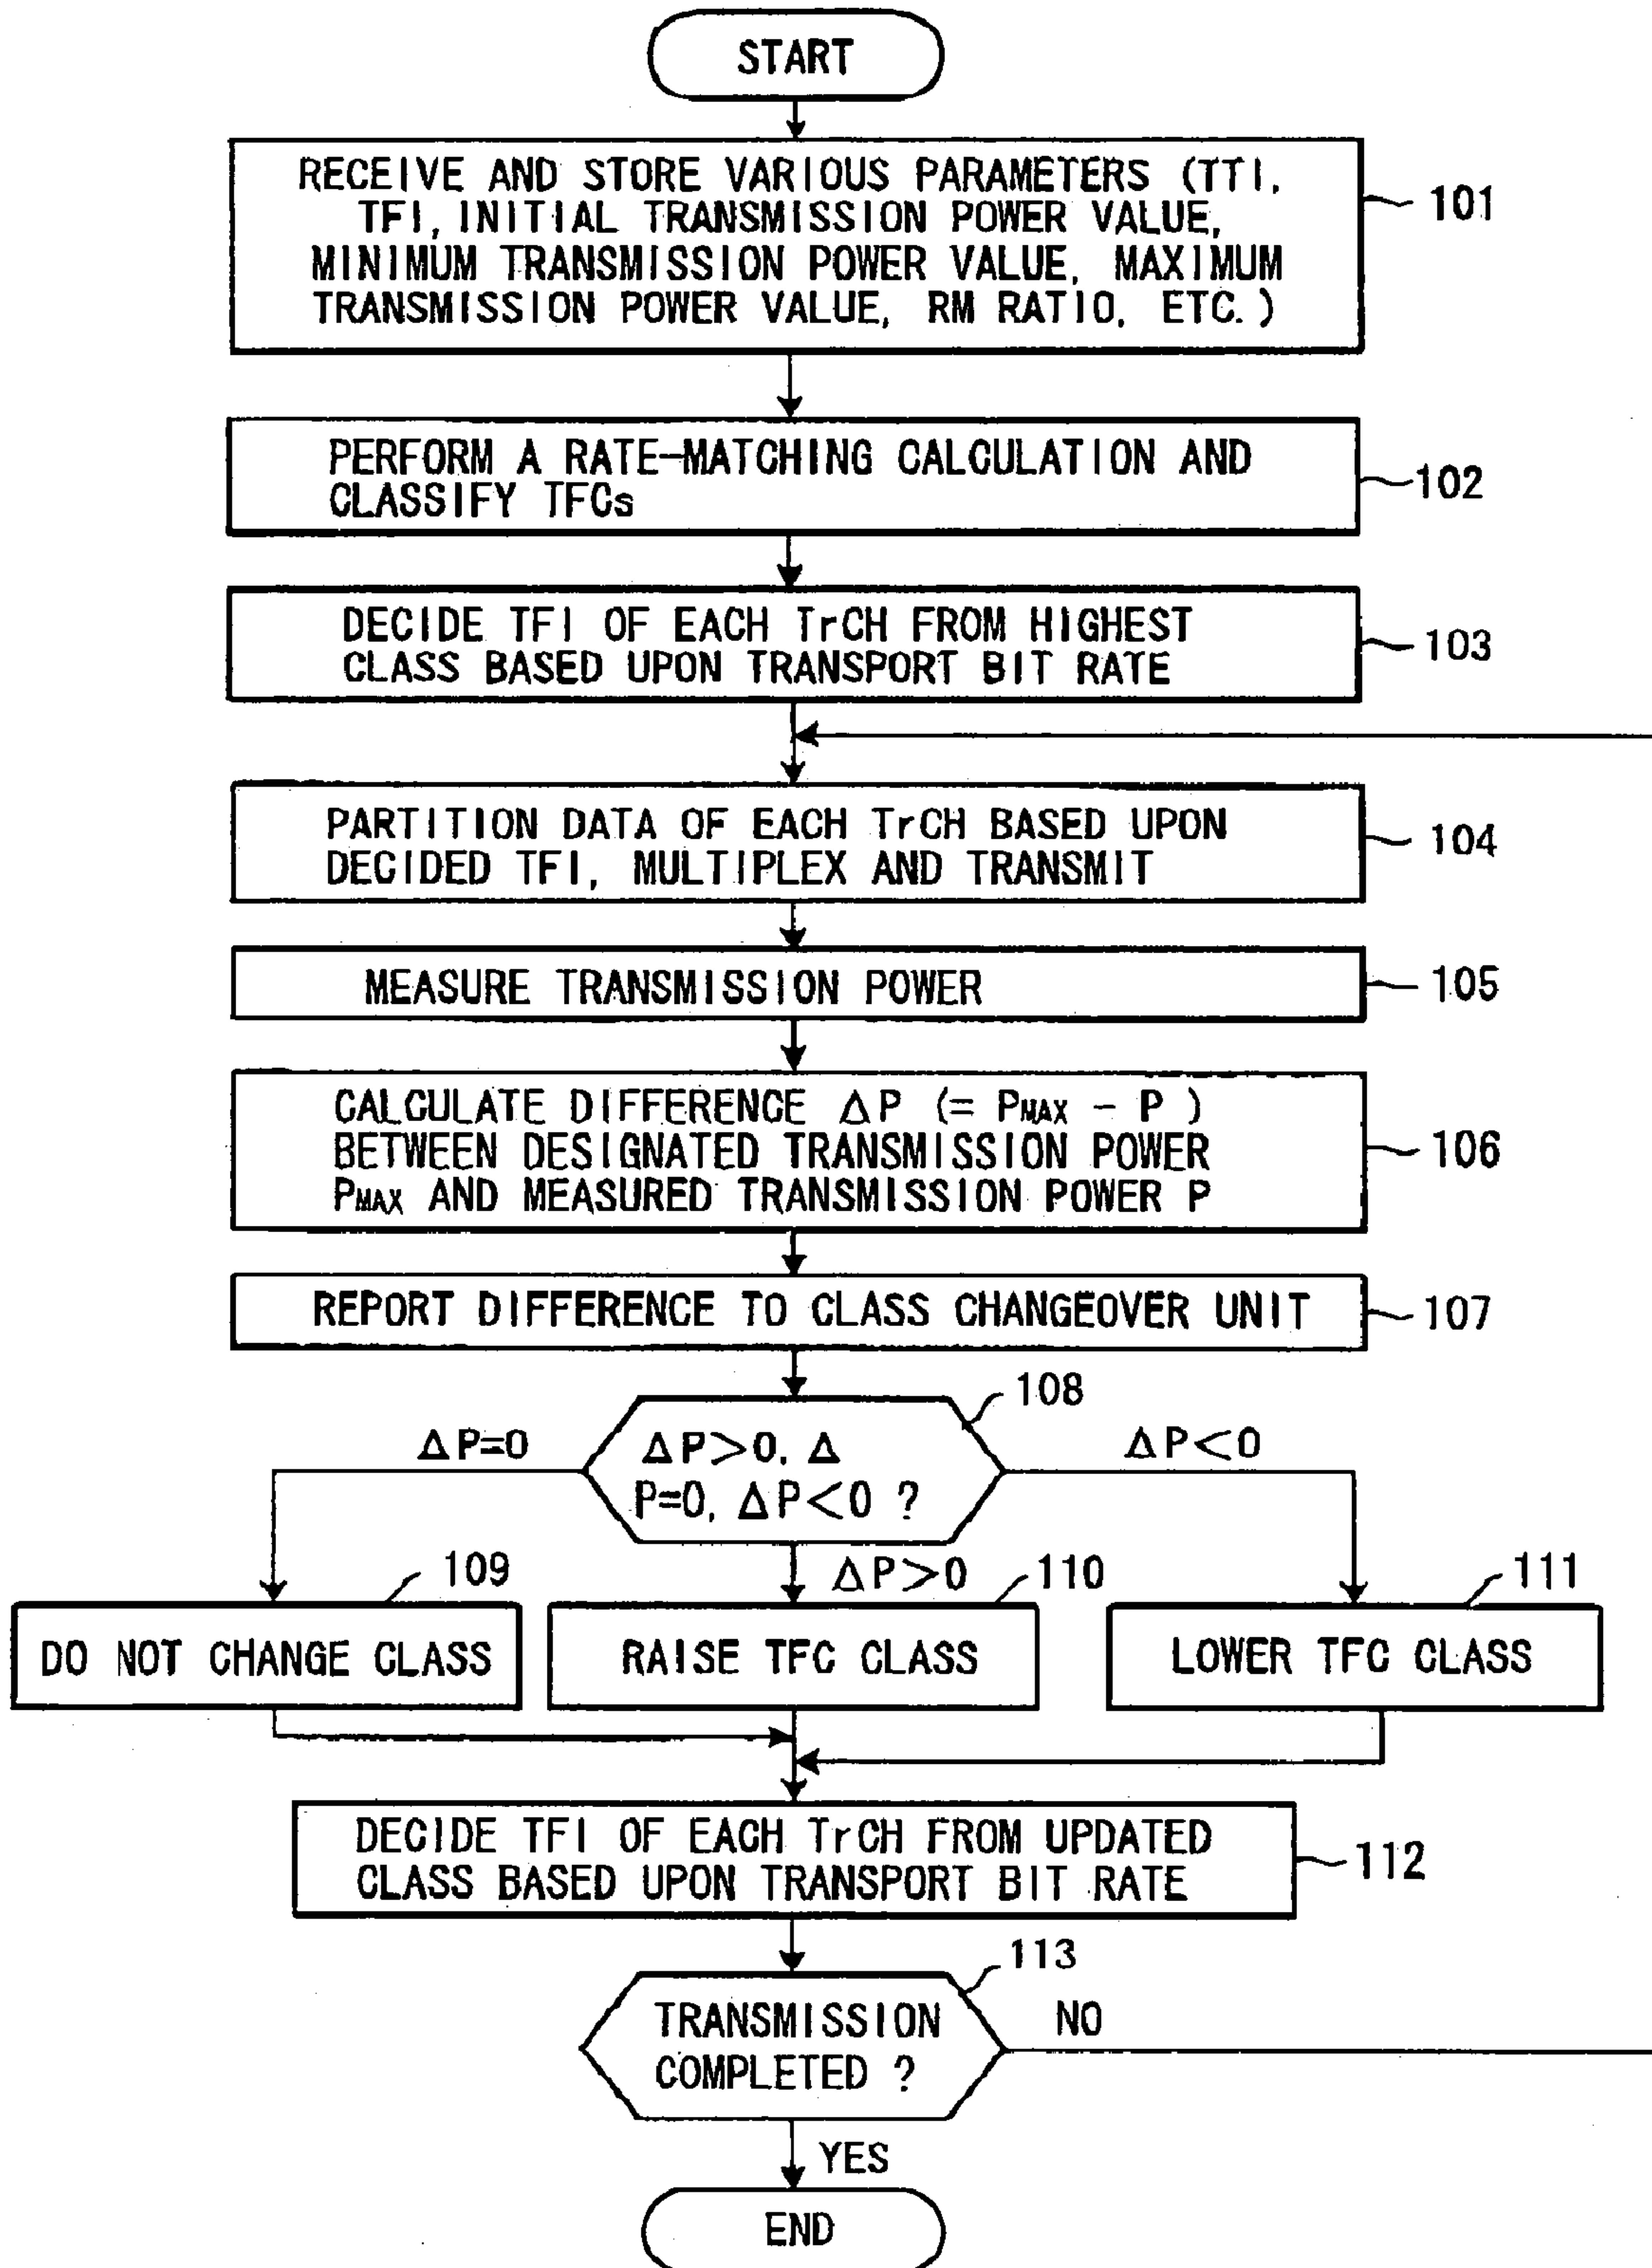 START
RECEIVE AND STORE VARIOUS PARAMETERS (TTI,
TFI, INITIAL TRANSMISSION POWER VALUE,
MINIMUM TRANSMISSION POWER VALUE, MAXIMUM
TRANSMISSION POWER VALUE, RM RATIO, ETC.)
101
PERFORM A RATE-MATCHING CALCULATION AND
CLASSIFY TFCs
102
DECIDE TFI OF EACH TrCH FROM HIGHEST
CLASS BASED UPON TRANSPORT BIT RATE
103
PARTITION DATA OF EACH TrCH BASED UPON
DECIDED TFI, MULTIPLEX AND TRANSMIT
104
MEASURE TRANSMISSION POWER
105
CALCULATE DIFFERENCE ΔP (= PMAX - P )
BETWEEN DESIGNATED TRANSMISSION POWER
PMAX AND MEASURED TRANSMISSION POWER P
106
REPORT DIFFERENCE TO CLASS CHANGEOVER UNIT
107
108
ΔP=0
ΔP>0, Δ
P=0, ΔP<0 ?
ΔP<0
ΔP>0
109
110
111
DO NOT CHANGE CLASS
RAISE TFC CLASS
LOWER TFC CLASS
DECIDE TFI OF EACH TrCH FROM UPDATED
CLASS BASED UPON TRANSPORT BIT RATE
112
113
TRANSMISSION
COMPLETED ?
NO
YES
END